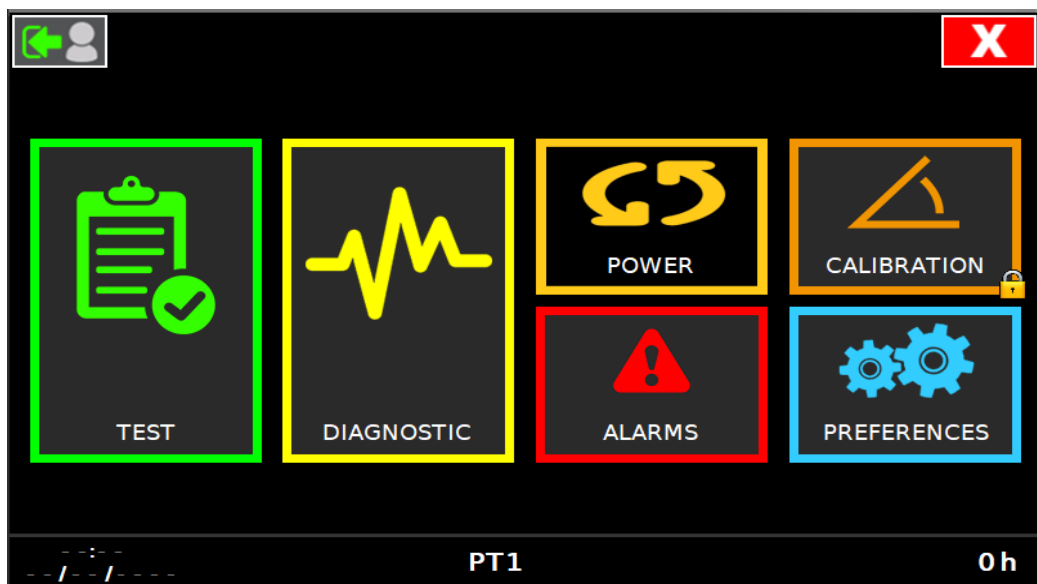 X
POWER
CALIBRATION
TEST
DIAGNOSTIC
ALARMS
PREFERENCES
--:--
--/--/----
PT1
0 h